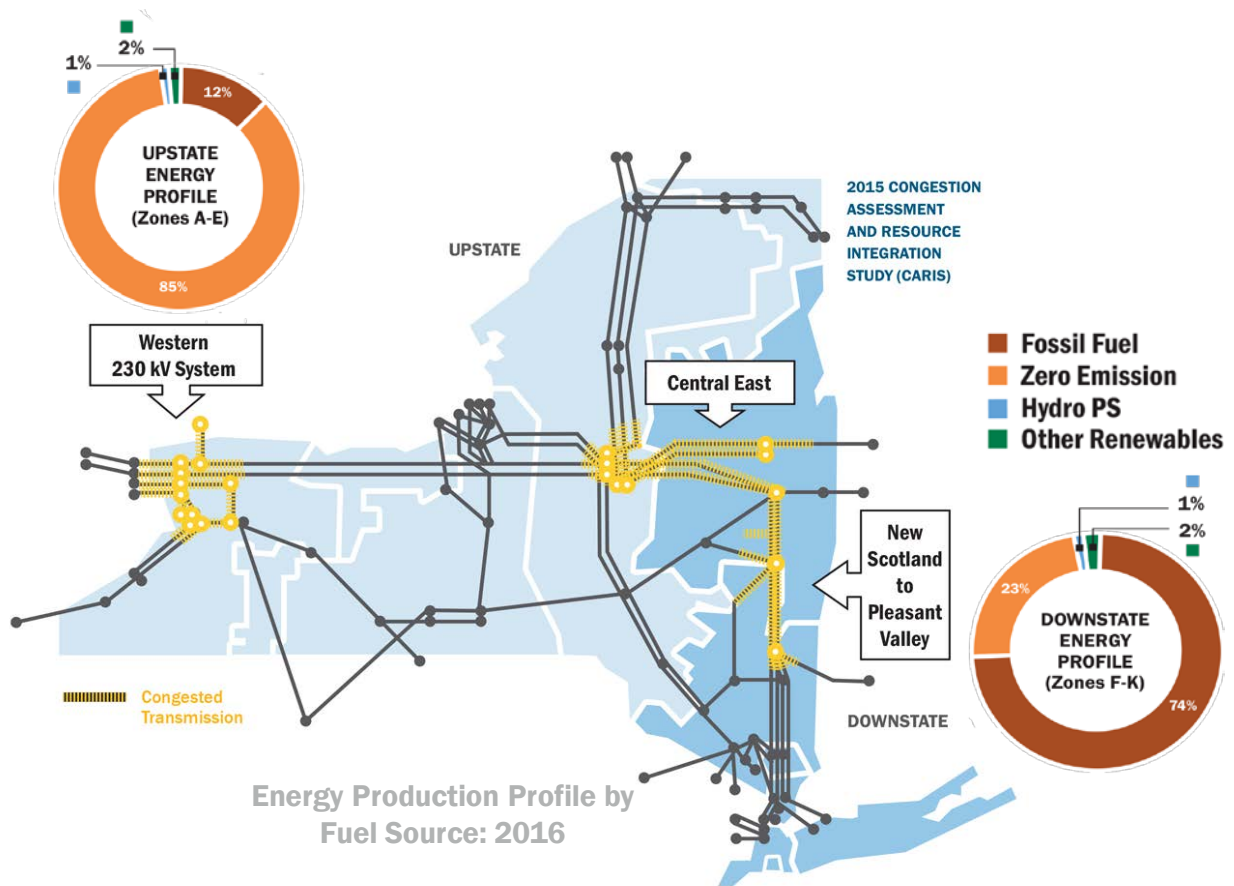 2%
1%
12%
UPSTATE
ENERGY
PROFILE
(Zones A-E)
85%
2015 CONGESTION
ASSESSMENT
AND RESOURCE
INTEGRATION
STUDY (CARIS)
UPSTATE
Western
230 kV System
Central East
Fossil Fuel
Zero Emission
Hydro PS
Other Renewables
New
Scotland
to
Pleasant
Valley
1%
2%
23%
DOWNSTATE
ENERGY
PROFILE
(Zones F-K)
74%
Congested
Transmission
DOWNSTATE
Energy Production Profile by
Fuel Source: 2016